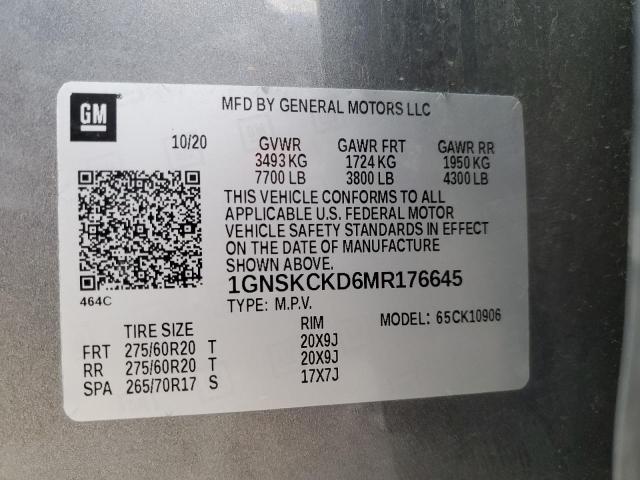 GM
MFD BY GENERAL MOTORS LLC
10/20 GVWR GAWR FRT GAWR RR
3493 KG 1724 KG 1950 KG
7700 LB 3800 LB 4300 LB
THIS VEHICLE CONFORMS TO ALL
APPLICABLE U.S. FEDERAL MOTOR
VEHICLE SAFETY STANDARDS IN EFFECT
ON THE DATE OF MANUFACTURE
SHOWN ABOVE.
1GNSKCKD6MR176645
464C
TYPE: M.P.V.
MODEL: 65CK10906
TIRE SIZE RIM
FRT 275/60R20 T 20X9J
RR 275/60R20 T 20X9J
SPA 265/70R17 S 17X7J